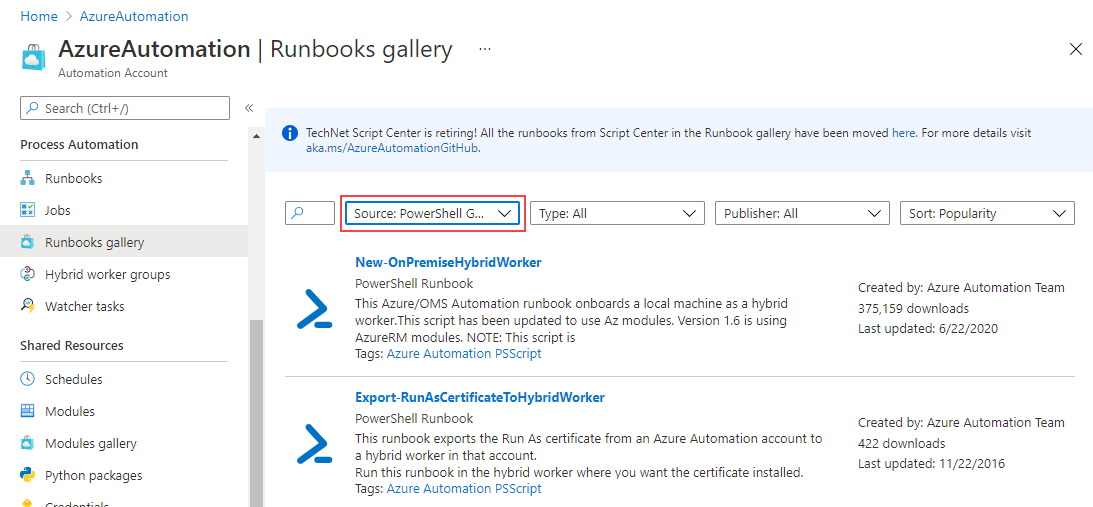 Home > AzureAutomation
AzureAutomation | Runbooks gallery ...
Automation Account
Search (Ctrl+/)
«
Process Automation
Runbooks
Jobs
Runbooks gallery
Hybrid worker groups
Watcher tasks
Shared Resources
Schedules
Modules
Modules gallery
Python packages
Credentials
TechNet Script Center is retiring! All the runbooks from Script Center in the Runbook gallery have been moved here. For more details visit
aka.ms/AzureAutomationGitHub.
Source: PowerShell G... Type: All Publisher: All Sort: Popularity
New-OnPremiseHybridWorker
PowerShell Runbook
This Azure/OMS Automation runbook onboards a local machine as a hybrid
worker.This script has been updated to use Az modules. Version 1.6 is using
AzureRM modules. NOTE: This script is
Tags: Azure Automation PSScript
Created by: Azure Automation Team
375,159 downloads
Last updated: 6/22/2020
Export-RunAsCertificateToHybridWorker
PowerShell Runbook
This runbook exports the Run As certificate from an Azure Automation account to
a hybrid worker in that account.
Run this runbook in the hybrid worker where you want the certificate installed.
Tags: Azure Automation PSScript
Created by: Azure Automation Team
422 downloads
Last updated: 11/22/2016